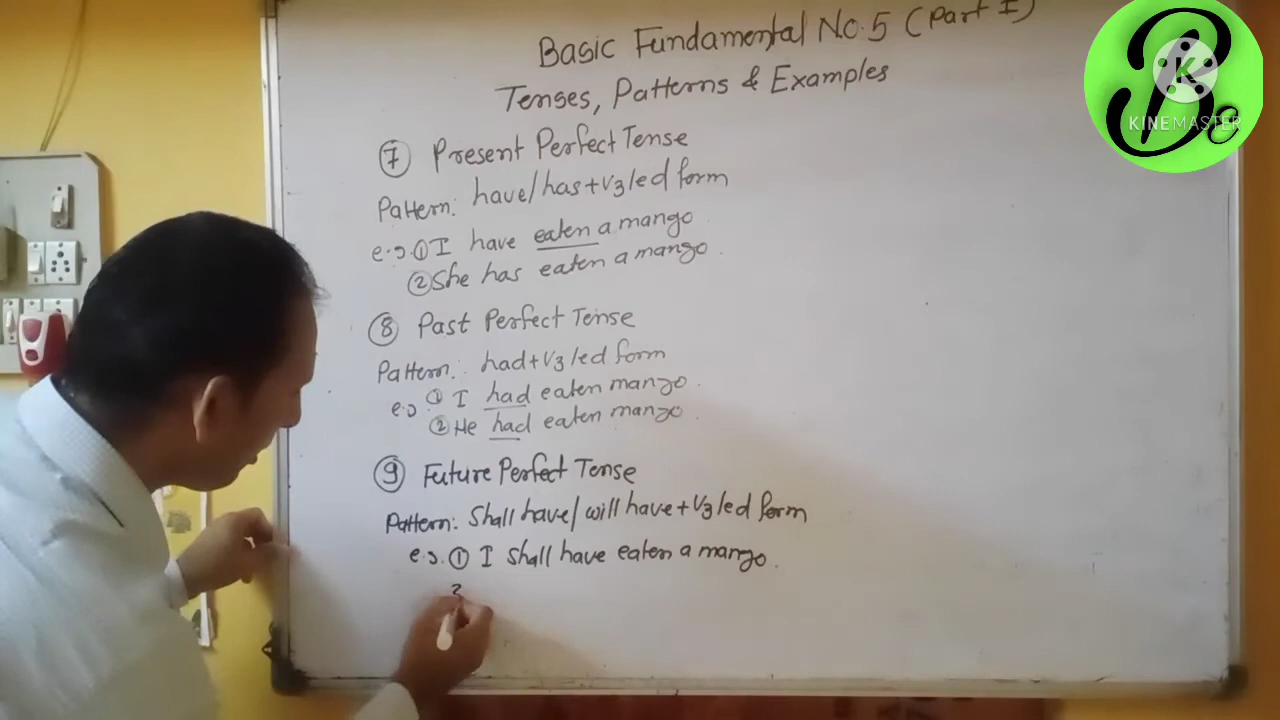 Basic Fundamental No.5 (Part I)
Tenses, Patterns & Examples
⑦ Present Perfect Tense
Pattern: have/has+V3/ed form
e.g. ① I have eaten a mango.
② She has eaten a mango.
⑧ Past Perfect Tense
Pattern: had+V3/ed form
e.g. ① I had eaten mango.
② He had eaten mango.
⑨ Future Perfect Tense
Pattern: Shall have/will have+V3/ed form
e.g. ① I shall have eaten a mango.
2
Be
K
KINEMASTER